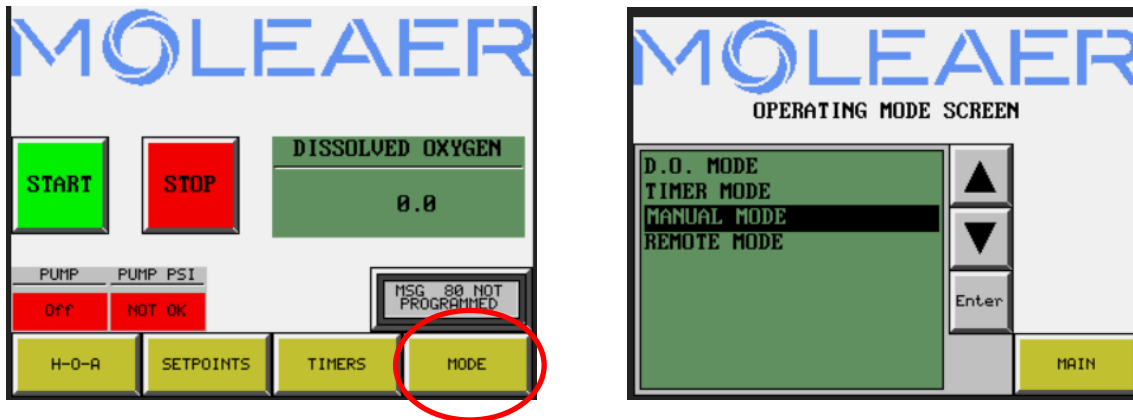 MOLEAER
START
STOP
DISSOLVED OXYGEN
0.0
PUMP
PUMP PSI
Off
NOT OK
MSG 80 NOT
PROGRAMMED
H-O-A
SETPOINTS
TIMERS
MODE
MOLEAER
OPERATING MODE SCREEN
D.O. MODE
TIMER MODE
MANUAL MODE
REMOTE MODE
Enter
MAIN